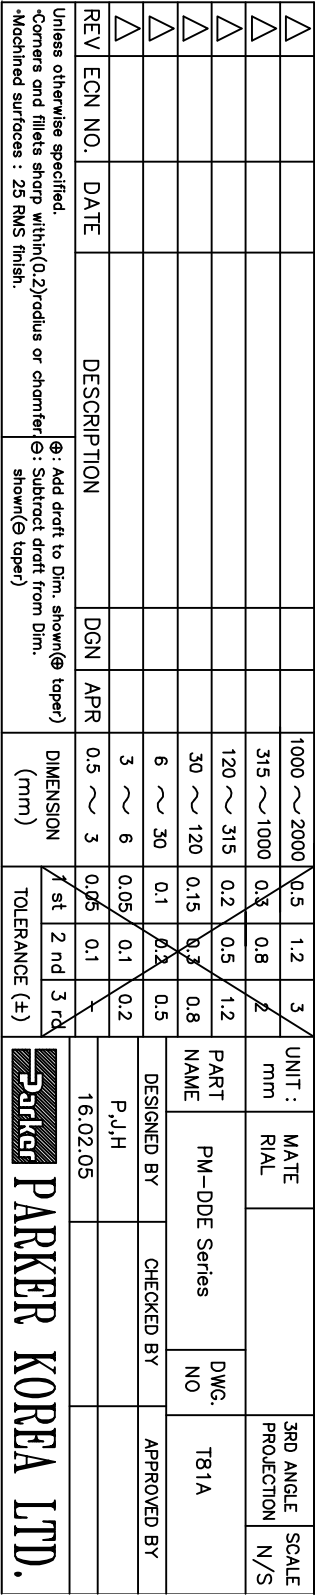 REV ECN NO. DATE DESCRIPTION DGN APR
Unless otherwise specified.
•Corners and fillets sharp within(0.2)radius or chamfer.
•Machined surfaces : 25 RMS finish.
⊕: Add draft to Dim. shown(⊕ taper)
⊖: Subtract draft from Dim.
shown(⊖ taper)
1000 ～ 2000 0.5 1.2 3
315 ～ 1000 0.3 0.8 2
120 ～ 315 0.2 0.5 1.2
30 ～ 120 0.15 0.3 0.8
6 ～ 30 0.1 0.2 0.5
3 ～ 6 0.05 0.1 0.2
0.5 ～ 3 0.05 0.1 -
DIMENSION
(mm)
1 st 2 nd 3 rd
TOLERANCE (±)
UNIT :
mm
MATE
RIAL
3RD ANGLE
PROJECTION
SCALE
N/S
PART
NAME
PM-DDE Series
DWG.
NO
T81A
DESIGNED BY CHECKED BY APPROVED BY
P,J,H
16.02.05
Parker PARKER KOREA LTD.